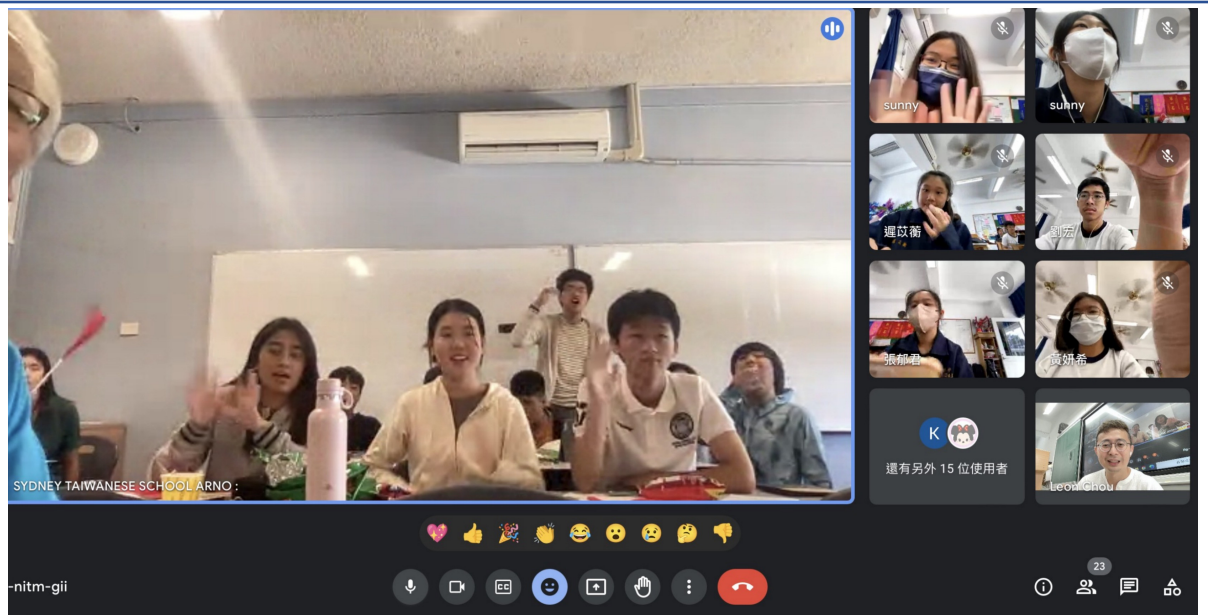 sunny
sunny
遲苡蘅
劉宏
張郁君
黃妍希
K
還有另外 15 位使用者
Leon Chou
SYDNEY TAIWANESE SCHOOL ARNO :
-nitm-gii
CC
23